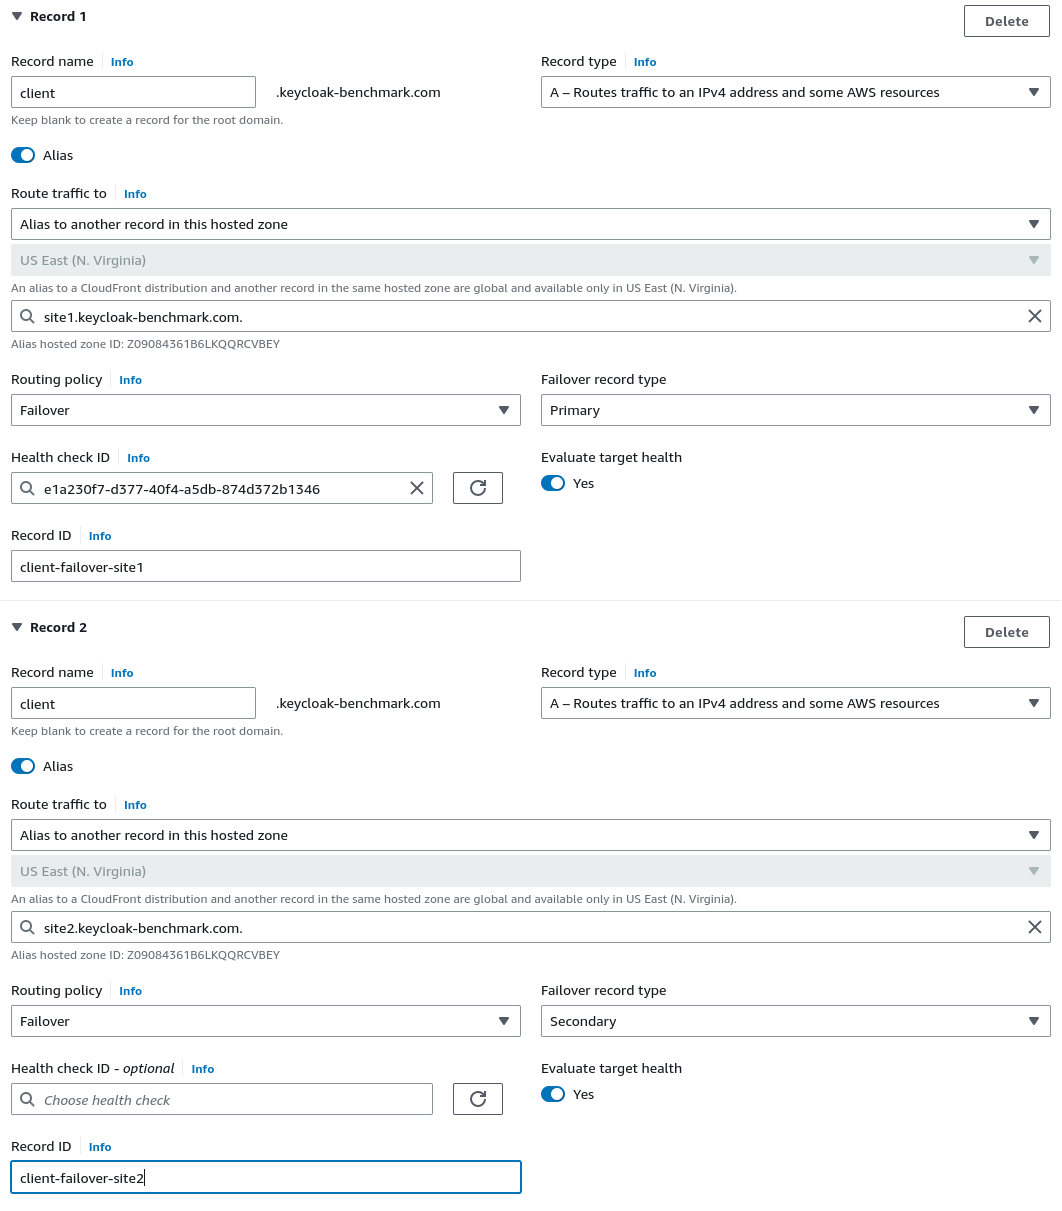 Record 1
Delete
Record name Info
Record type Info
client .keycloak-benchmark.com
A – Routes traffic to an IPv4 address and some AWS resources
Keep blank to create a record for the root domain.
Alias
Route traffic to Info
Alias to another record in this hosted zone
US East (N. Virginia)
An alias to a CloudFront distribution and another record in the same hosted zone are global and available only in US East (N. Virginia).
site1.keycloak-benchmark.com.
Alias hosted zone ID: Z09084361B6LKQQRCVBEY
Routing policy Info
Failover record type
Failover
Primary
Health check ID Info
Evaluate target health
e1a230f7-d377-40f4-a5db-874d372b1346
Yes
Record ID Info
client-failover-site1
Record 2
Delete
Record name Info
Record type Info
client .keycloak-benchmark.com
A – Routes traffic to an IPv4 address and some AWS resources
Keep blank to create a record for the root domain.
Alias
Route traffic to Info
Alias to another record in this hosted zone
US East (N. Virginia)
An alias to a CloudFront distribution and another record in the same hosted zone are global and available only in US East (N. Virginia).
site2.keycloak-benchmark.com.
Alias hosted zone ID: Z09084361B6LKQQRCVBEY
Routing policy Info
Failover record type
Failover
Secondary
Health check ID - optional Info
Evaluate target health
Choose health check
Yes
Record ID Info
client-failover-site2